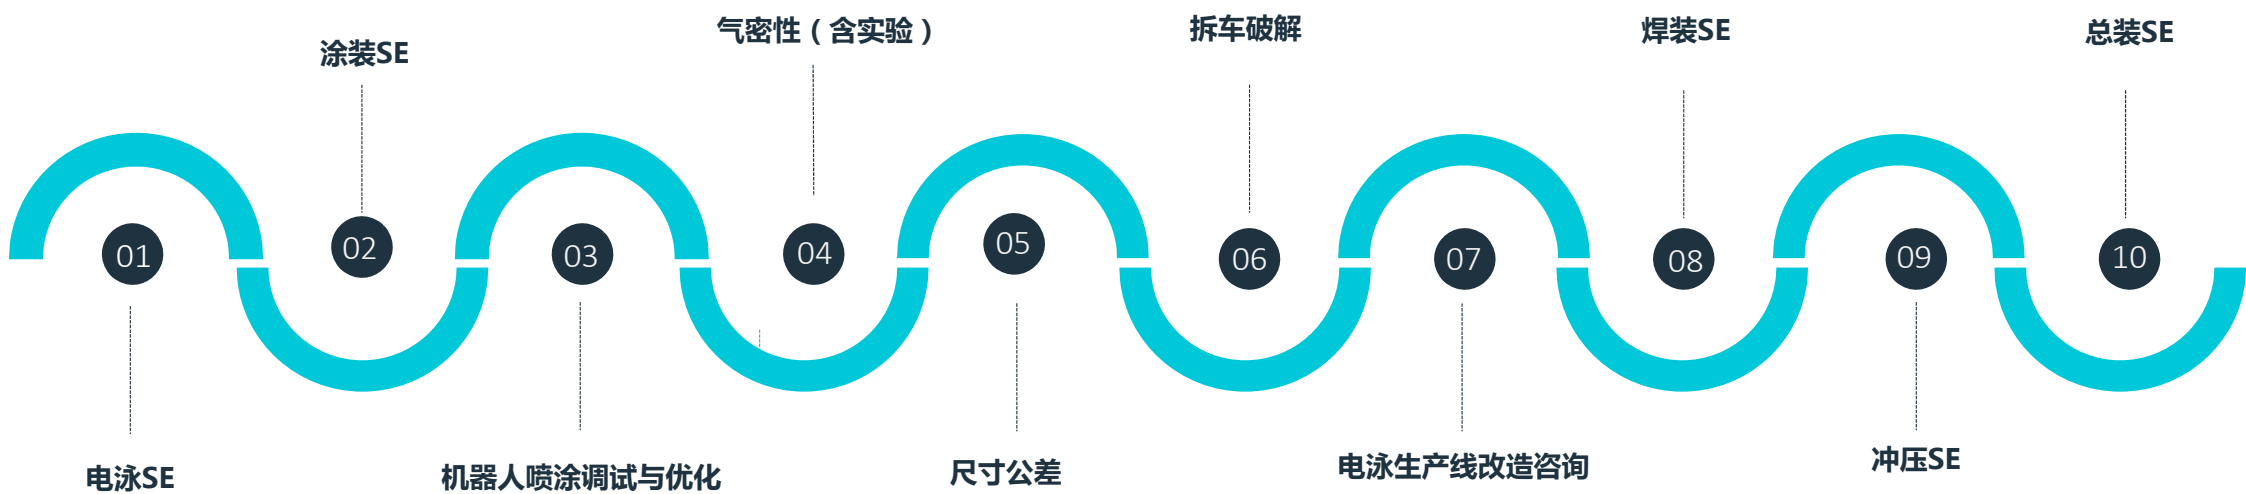 气密性（含实验）
拆车破解
焊装SE
总装SE
涂装SE
01
02
03
04
05
06
07
08
09
10
电泳SE
机器人喷涂调试与优化
尺寸公差
电泳生产线改造咨询
冲压SE